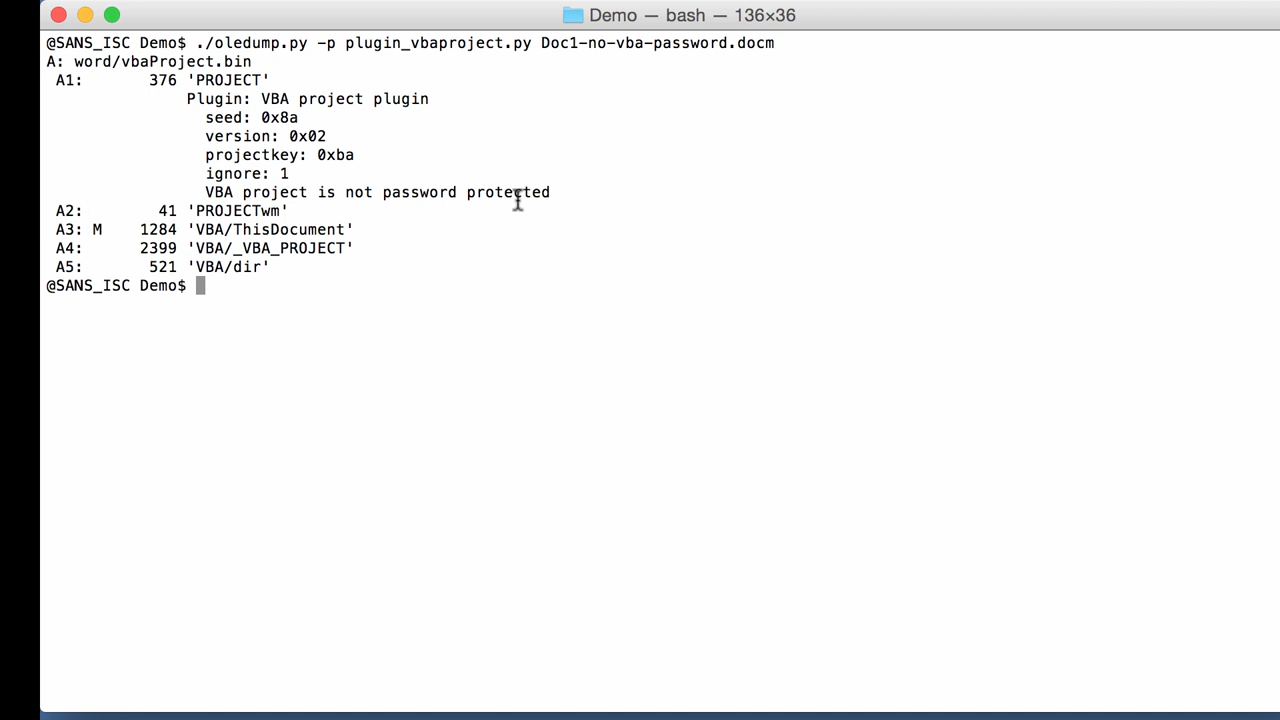 Demo — bash — 136×36
@SANS_ISC Demo$ ./oledump.py -p plugin_vbaproject.py Doc1-no-vba-password.docm
A: word/vbaProject.bin
 A1:       376 'PROJECT'
               Plugin: VBA project plugin
                 seed: 0x8a
                 version: 0x02
                 projectkey: 0xba
                 ignore: 1
                 VBA project is not password protected
 A2:        41 'PROJECTwm'
 A3: M    1284 'VBA/ThisDocument'
 A4:      2399 'VBA/_VBA_PROJECT'
 A5:       521 'VBA/dir'
@SANS_ISC Demo$